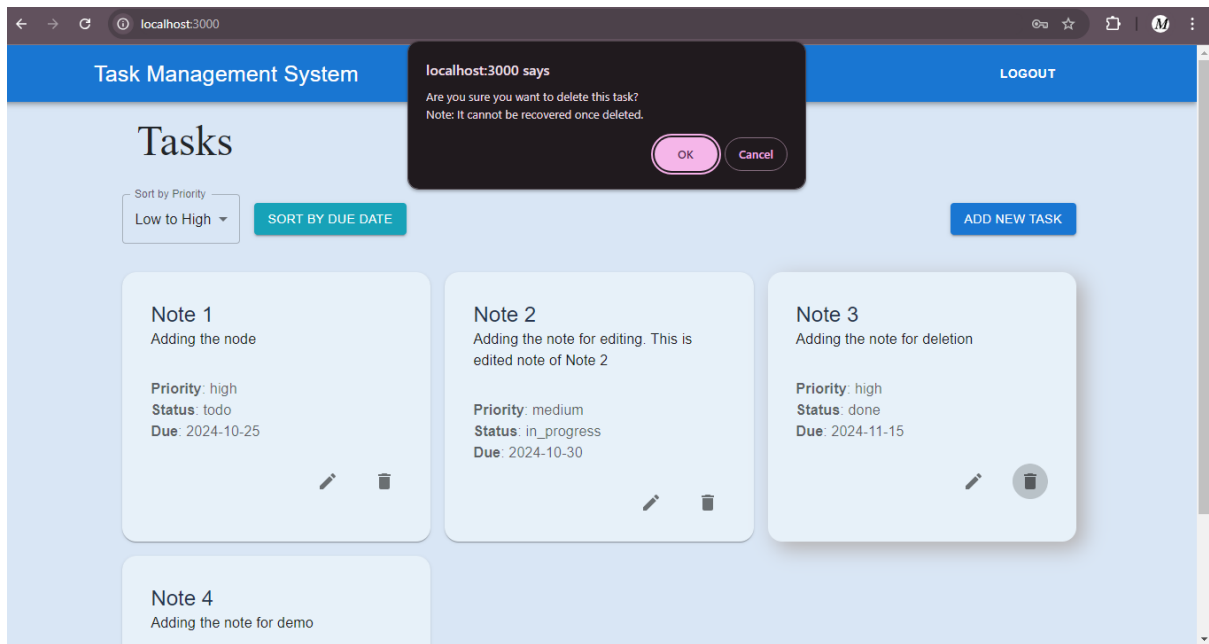 localhost:3000
Task Management System
LOGOUT
localhost:3000 says
Are you sure you want to delete this task?
Note: It cannot be recovered once deleted.
OK
Cancel
Tasks
Sort by Priority
Low to High
SORT BY DUE DATE
ADD NEW TASK
Note 1
Adding the node
Priority: high
Status: todo
Due: 2024-10-25
Note 2
Adding the note for editing. This is
edited note of Note 2
Priority: medium
Status: in_progress
Due: 2024-10-30
Note 3
Adding the note for deletion
Priority: high
Status: done
Due: 2024-11-15
Note 4
Adding the note for demo